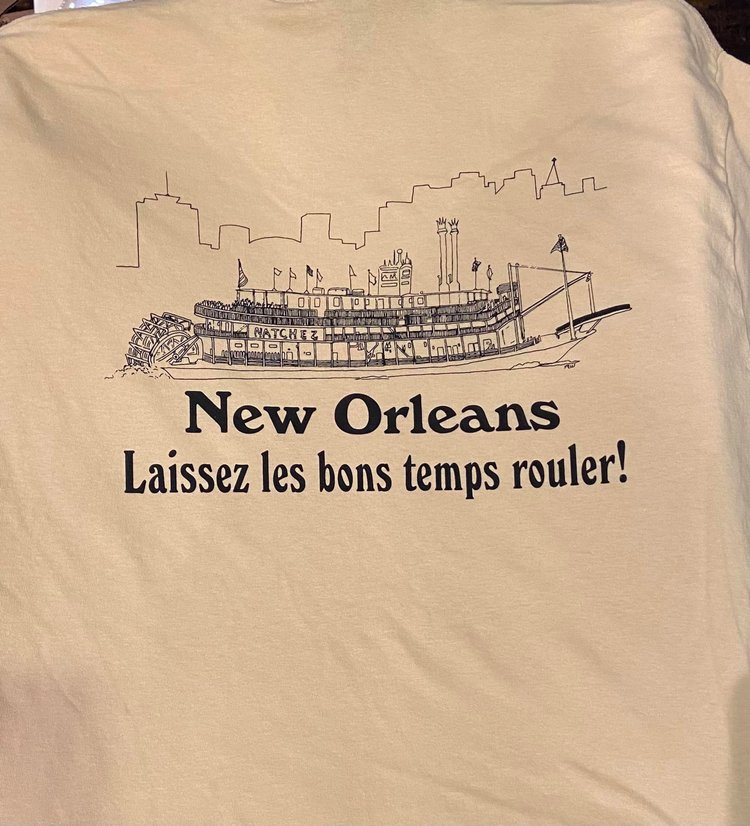 NATCHEZ
New Orleans
Laissez les bons temps rouler!